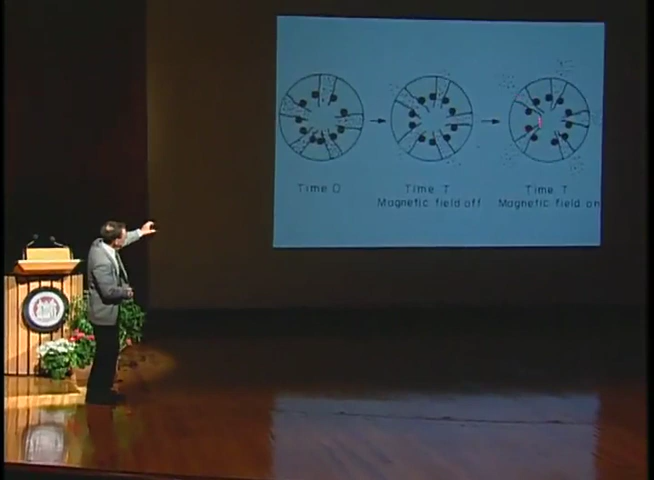 Time 0
Time T
Magnetic field off
Time T
Magnetic field on